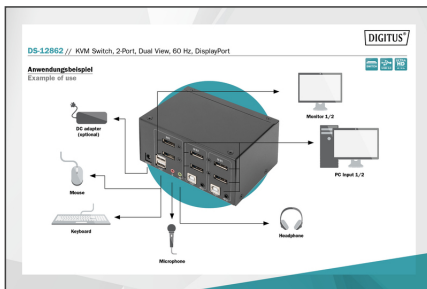 DIGITUS®
DS-12862 // KVM Switch, 2-Port, Dual View, 60 Hz, DisplayPort
Anwendungsbeispiel
Example of use
DC adapter
(optional)
Monitor 1/2
Mouse
PC Input 1/2
Keyboard
Headphone
Microphone